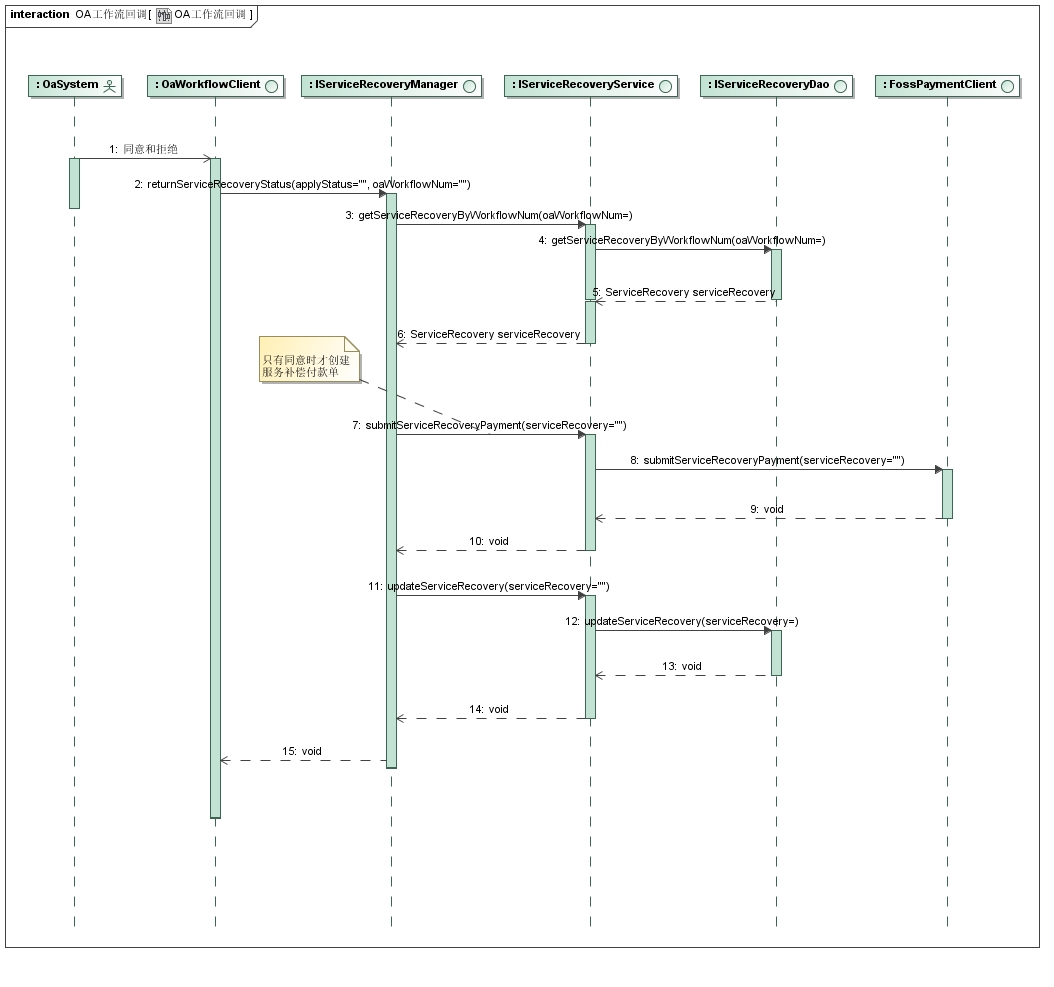 interaction OA工作流回调[ OA工作流回调 ]
: OaSystem
: OaWorkflowClient
: IServiceRecoveryManager
: IServiceRecoveryService
: IServiceRecoveryDao
: FossPaymentClient
1: 同意和拒绝
2: returnServiceRecoveryStatus(applyStatus="", oaWorkflowNum="")
3: getServiceRecoveryByWorkflowNum(oaWorkflowNum=)
4: getServiceRecoveryByWorkflowNum(oaWorkflowNum=)
5: ServiceRecovery serviceRecovery
6: ServiceRecovery serviceRecovery
只有同意时才创建
服务补偿付款单
7: submitServiceRecoveryPayment(serviceRecovery="")
8: submitServiceRecoveryPayment(serviceRecovery="")
9: void
10: void
11: updateServiceRecovery(serviceRecovery="")
12: updateServiceRecovery(serviceRecovery=)
13: void
14: void
15: void